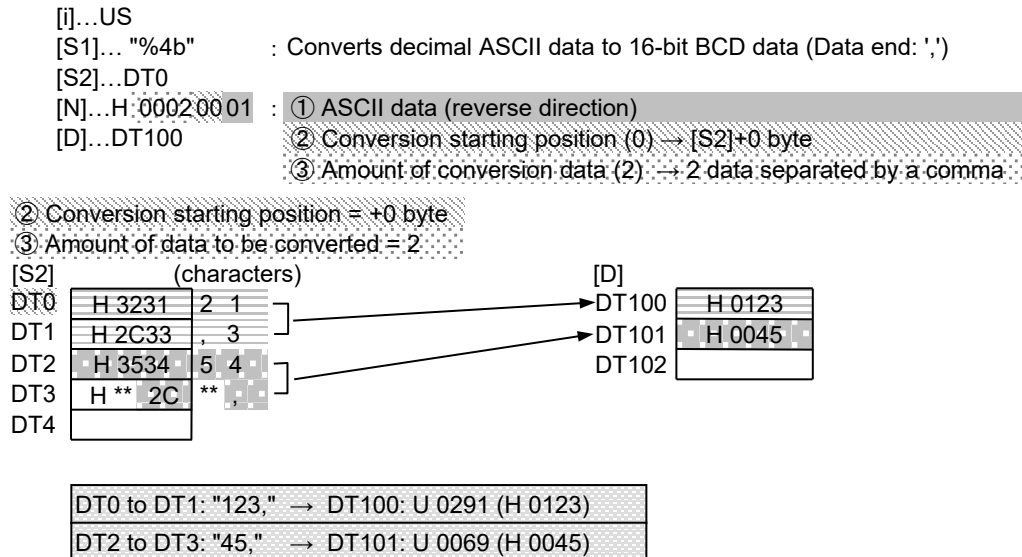 [i]…US
[S1]… "%4b" : Converts decimal ASCII data to 16-bit BCD data (Data end: ',')
[S2]…DT0
[N]…H 0002 00 01 : ① ASCII data (reverse direction)
[D]…DT100 ② Conversion starting position (0) → [S2]+0 byte
③ Amount of conversion data (2) → 2 data separated by a comma
② Conversion starting position = +0 byte
③ Amount of data to be converted = 2
[S2] (characters) [D]
DT0 H 3231 2 1 DT100 H 0123
DT1 H 2C33 , 3 DT101 H 0045
DT2 H 3534 5 4 DT102
DT3 H ** 2C ** ,
DT4
DT0 to DT1: "123," → DT100: U 0291 (H 0123)
DT2 to DT3: "45," → DT101: U 0069 (H 0045)